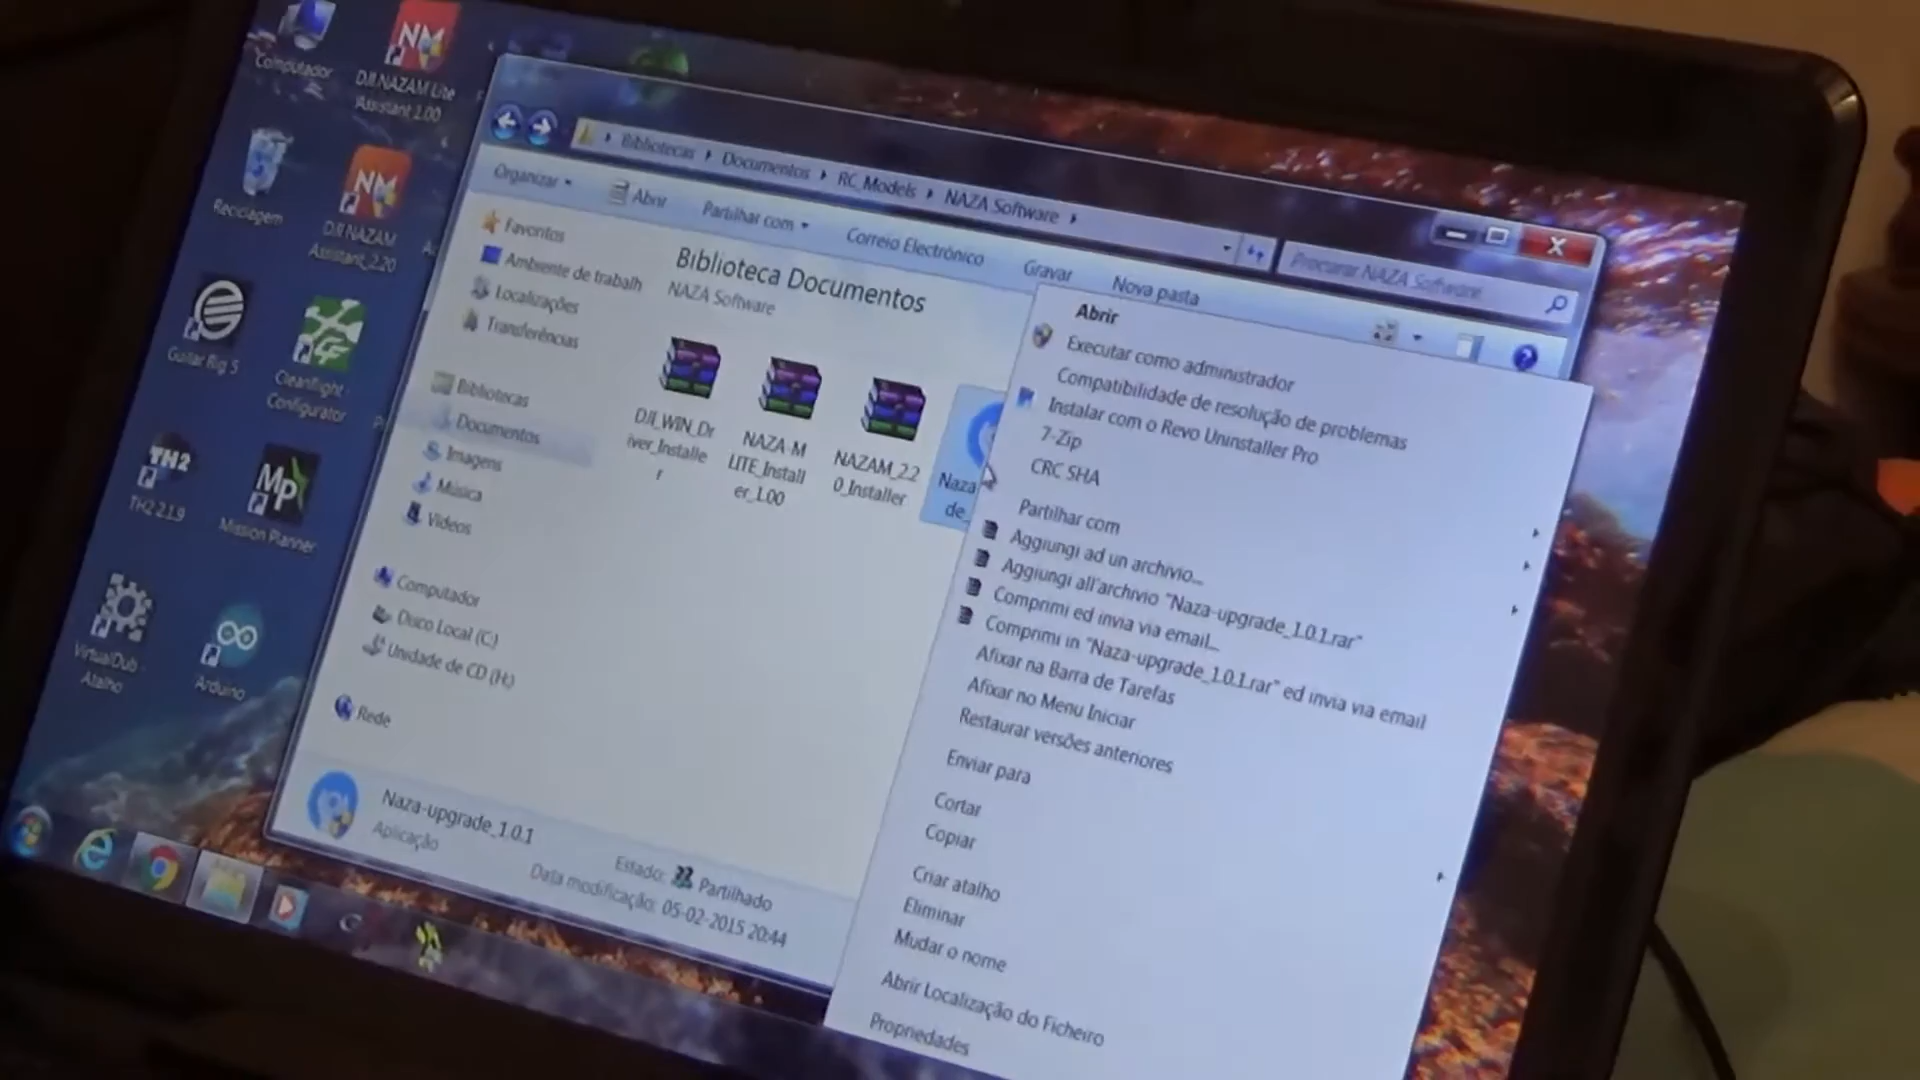 Computador
DJI NAZAM Lite
Assistant 1.00
Reciclagem
DJI NAZAM
Assistant_2.20
Guitar Rig 5
Cleanflight -
Configurator
TH2 2.1.9
Mission Planner
VirtualDub -
Atalho
Arduino
Bibliotecas
Documentos
RC_Models
NAZA Software
Procurar NAZA Software
Organizar
Abrir
Partilhar com
Correio Electrónico
Gravar
Nova pasta
Favoritos
Ambiente de trabalh
Localizações
Transferências
Bibliotecas
Documentos
Imagens
Música
Vídeos
Computador
Disco Local (C:)
Unidade de CD (H:)
Rede
Biblioteca Documentos
NAZA Software
DJI_WIN_Dr
iver_Installe
r
NAZA-M
LITE_Install
er_1.00
NAZAM_2.2
0_Installer
Naza
de_
Abrir
Executar como administrador
Compatibilidade de resolução de problemas
Instalar com o Revo Uninstaller Pro
7-Zip
CRC SHA
Partilhar com
Aggiungi ad un archivio...
Aggiungi all'archivio "Naza-upgrade_1.0.1.rar"
Comprimi ed invia via email...
Comprimi in "Naza-upgrade_1.0.1.rar" ed invia via email
Afixar na Barra de Tarefas
Afixar no Menu Iniciar
Restaurar versões anteriores
Enviar para
Cortar
Copiar
Criar atalho
Eliminar
Mudar o nome
Abrir Localização do Ficheiro
Propriedades
Naza-upgrade_1.0.1
Aplicação
Estado: Partilhado
Data modificação: 05-02-2015 20:44